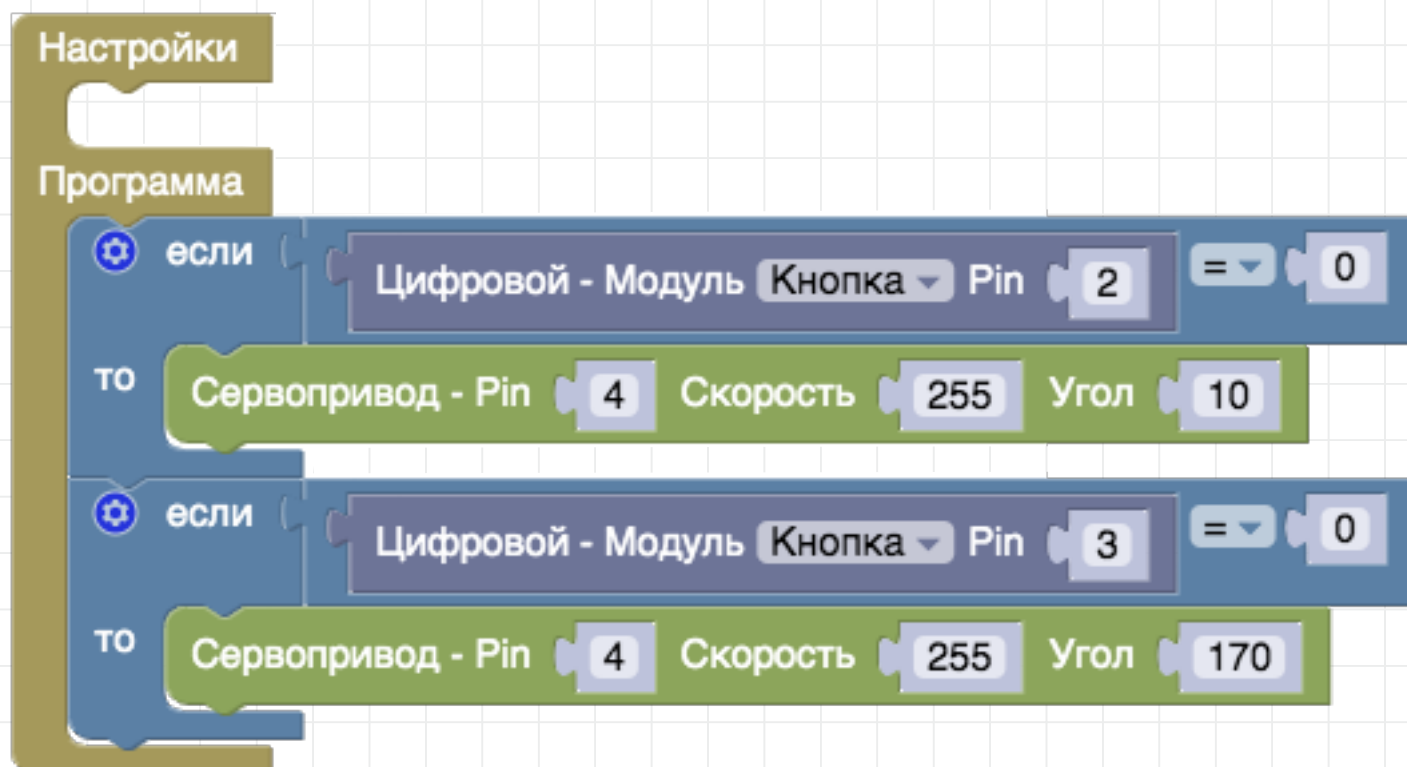 Настройки
Программа
если Цифровой - Модуль Кнопка Pin 2 = 0
то Сервопривод - Pin 4 Скорость 255 Угол 10
если Цифровой - Модуль Кнопка Pin 3 = 0
то Сервопривод - Pin 4 Скорость 255 Угол 170